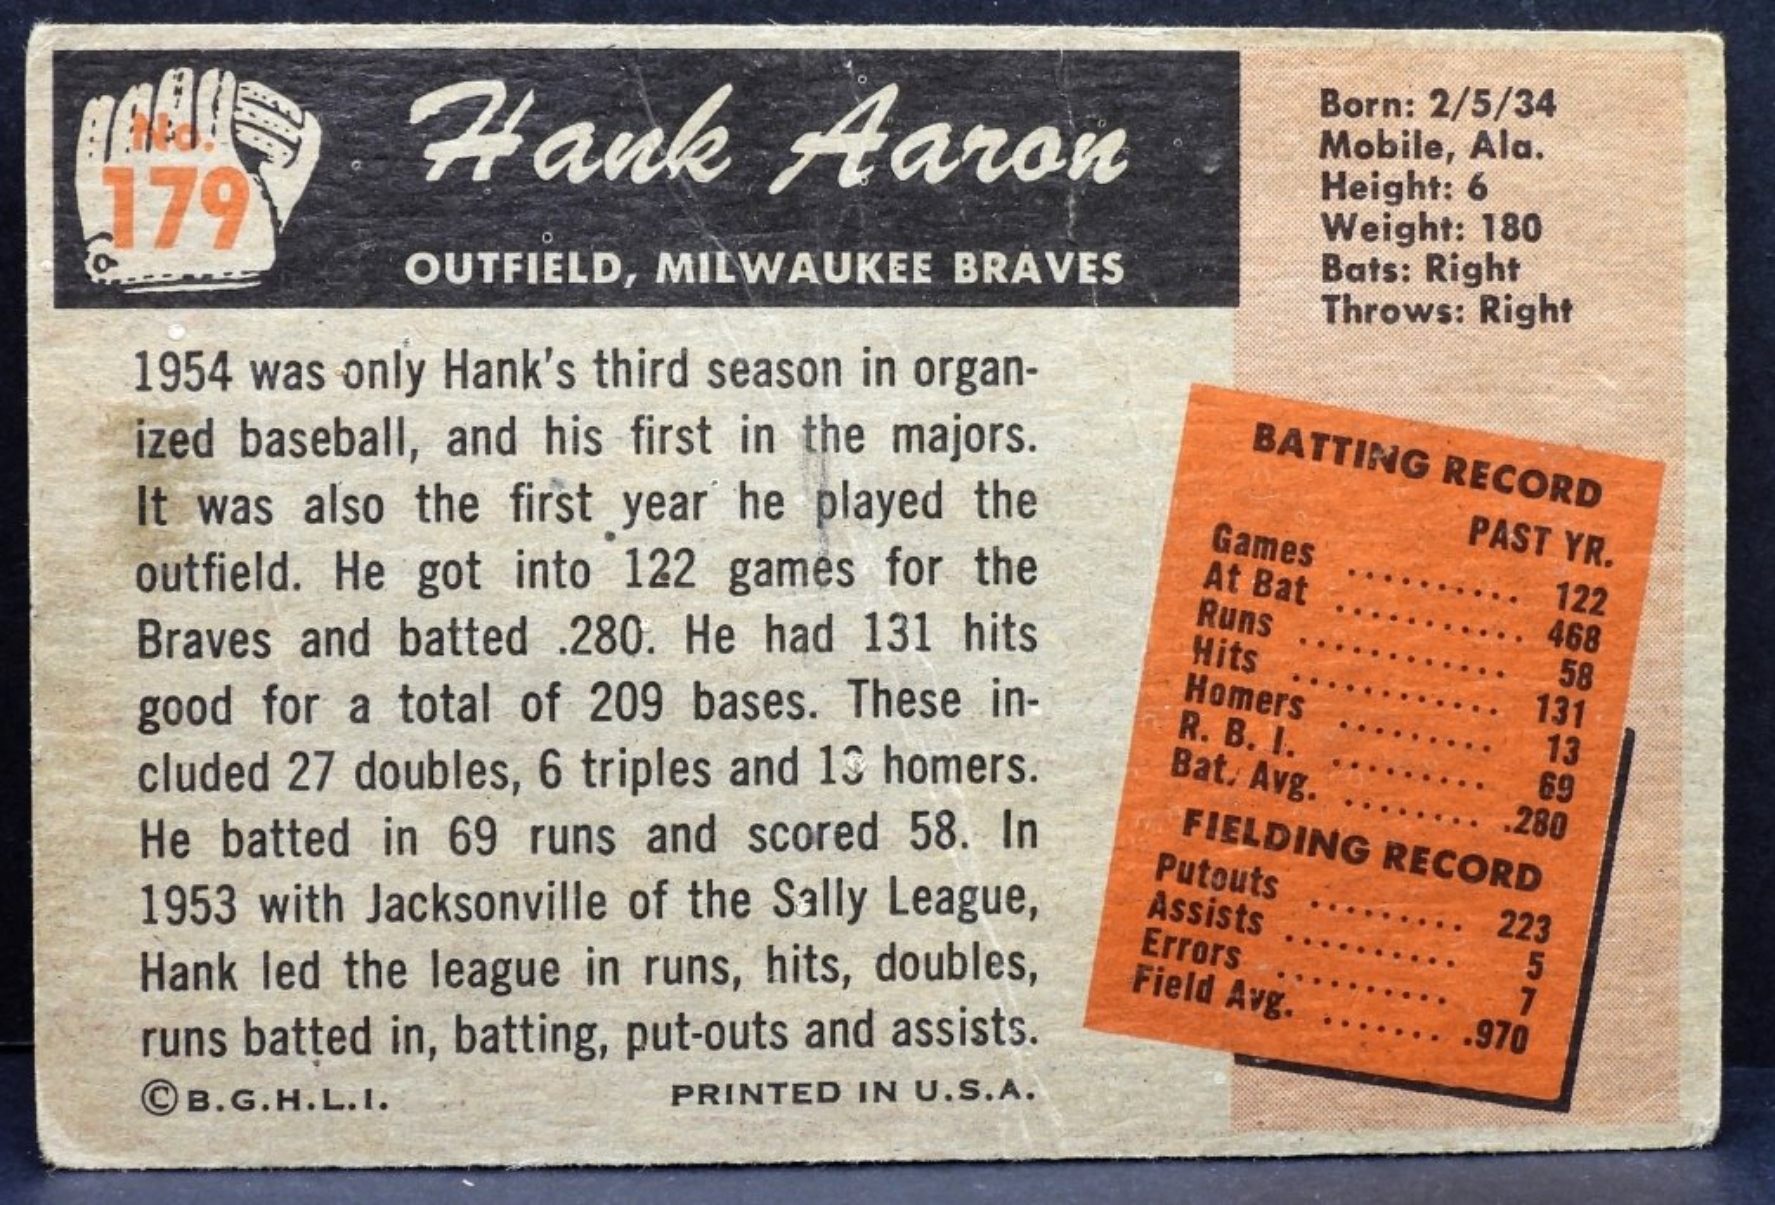 No.
179
Hank Aaron
OUTFIELD, MILWAUKEE BRAVES
Born: 2/5/34
Mobile, Ala.
Height: 6
Weight: 180
Bats: Right
Throws: Right
1954 was only Hank's third season in organ-
ized baseball, and his first in the majors.
It was also the first year he played the
outfield. He got into 122 games for the
Braves and batted .280. He had 131 hits
good for a total of 209 bases. These in-
cluded 27 doubles, 6 triples and 13 homers.
He batted in 69 runs and scored 58. In
1953 with Jacksonville of the Sally League,
Hank led the league in runs, hits, doubles,
runs batted in, batting, put-outs and assists.
©B.G.H.L.I. PRINTED IN U.S.A.
BATTING RECORD
PAST YR.
Games .......... 122
At Bat ............ 468
Runs ............ 58
Hits ............ 131
Homers ......... 13
R. B. I. ......... 69
Bat. Avg. ........ .280
FIELDING RECORD
Putouts ......... 223
Assists .......... 5
Errors .......... 7
Field Avg. ....... .970